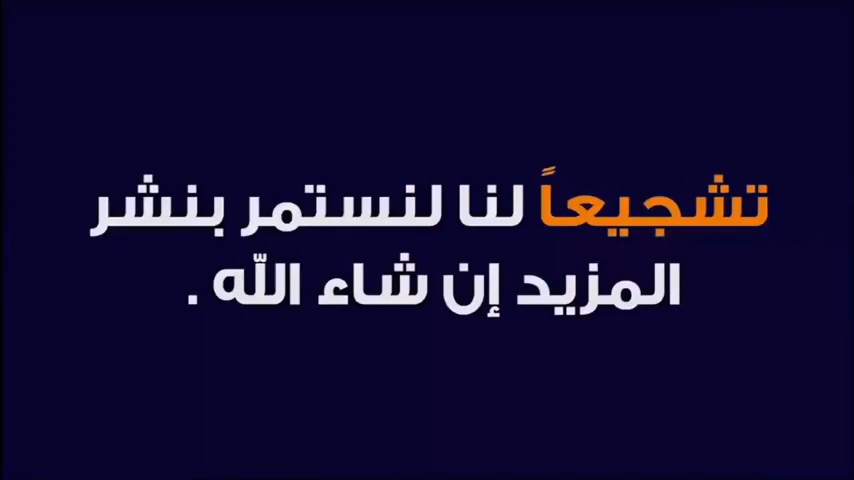 تشجيعاً لنا لنستمر بنشر
المزيد إن شاء الله .